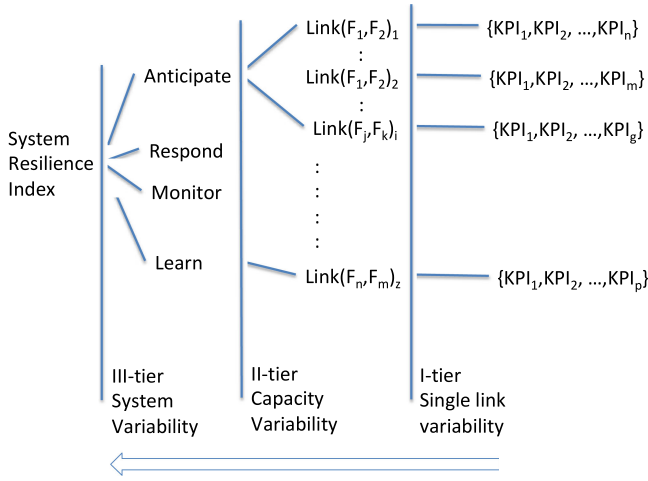 Link(F1,F2)1
{KPI1,KPI2, ...,KPIn}
:
Anticipate
Link(F1,F2)2
{KPI1,KPI2, ...,KPIm}
:
Link(Fj,Fk)i
{KPI1,KPI2, ...,KPIg}
System
Resilience
Index
Respond
Monitor
:
:
:
:
Learn
Link(Fn,Fm)z
{KPI1,KPI2, ...,KPIp}
III-tier
System
Variability
II-tier
Capacity
Variability
I-tier
Single link
variability